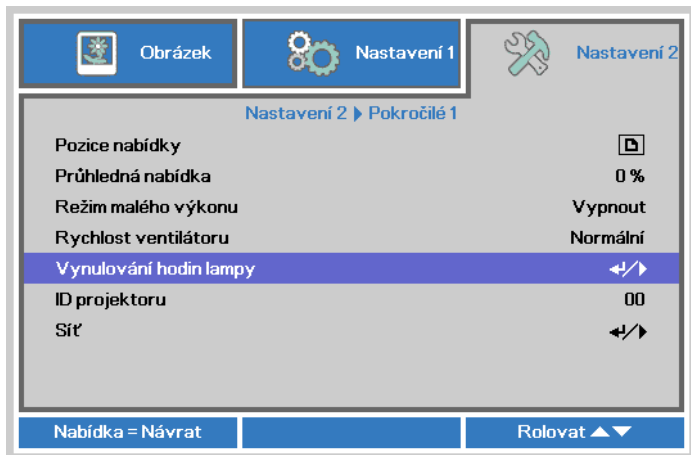 Obrázek
Nastavení 1
Nastavení 2
Nastavení 2 ▶ Pokročilé 1
Pozice nabídky
Průhledná nabídka 0 %
Režim malého výkonu Vypnout
Rychlost ventilátoru Normální
Vynulování hodin lampy ↵/▶
ID projektoru 00
Síť ↵/▶
Nabídka = Návrat
Rolovat ▲▼